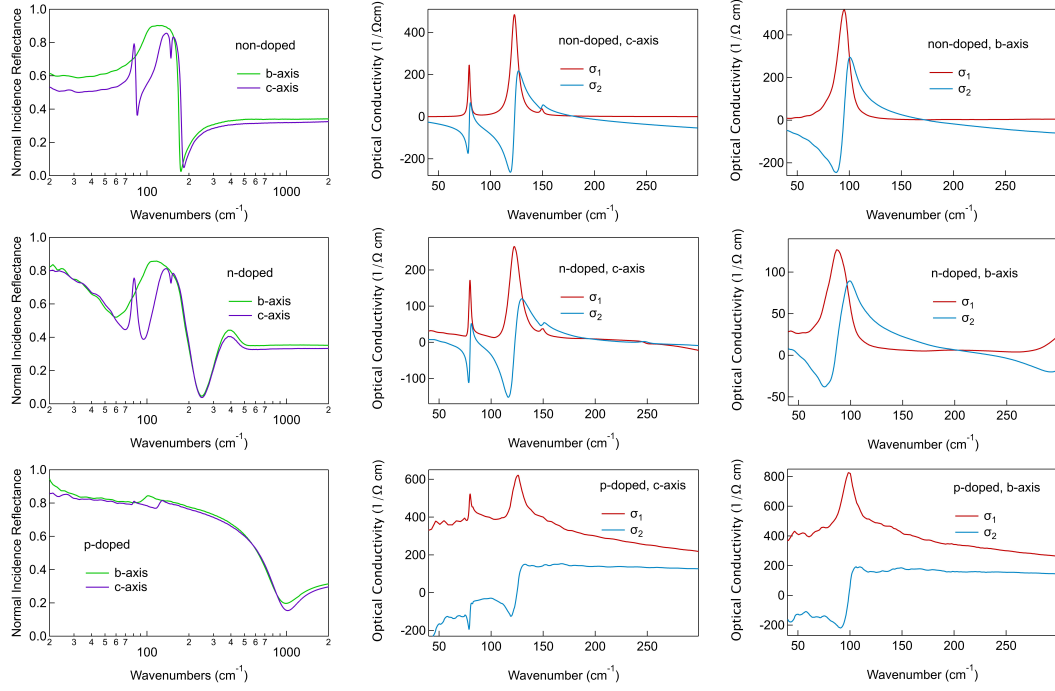 Normal Incidence Reflectance
1.0
0.8
0.6
0.4
0.2
0.0
non-doped
b-axis
c-axis
2 3 4 5 6 7 100 2 3 4 5 6 7 1000 2
Wavenumbers (cm⁻¹)
Optical Conductivity (1/Ωcm)
400
200
0
-200
non-doped, c-axis
σ₁
σ₂
50 100 150 200 250
Wavenumber (cm⁻¹)
Optical Conductivity (1/Ω cm)
400
200
0
-200
non-doped, b-axis
σ₁
σ₂
50 100 150 200 250
Wavenumber (cm⁻¹)
Normal Incidence Reflectance
1.0
0.8
0.6
0.4
0.2
0.0
n-doped
b-axis
c-axis
2 3 4 5 6 7 100 2 3 4 5 6 7 1000 2
Wavenumbers (cm⁻¹)
Optical Conductivity (1/Ω cm)
200
100
0
-100
n-doped, c-axis
σ₁
σ₂
50 100 150 200 250
Wavenumber (cm⁻¹)
Optical Conductivity (1/Ω cm)
100
50
0
-50
n-doped, b-axis
σ₁
σ₂
50 100 150 200 250
Wavenumber (cm⁻¹)
Normal Incidence Reflectance
1.0
0.8
0.6
0.4
0.2
0.0
p-doped
b-axis
c-axis
2 3 4 5 6 7 100 2 3 4 5 6 7 1000 2
Wavenumbers (cm⁻¹)
Optical Conductivity (1/Ω cm)
600
400
200
0
-200
p-doped, c-axis
σ₁
σ₂
50 100 150 200 250
Wavenumber (cm⁻¹)
Optical Conductivity (1/Ω cm)
800
600
400
200
0
-200
p-doped, b-axis
σ₁
σ₂
50 100 150 200 250
Wavenumber (cm⁻¹)